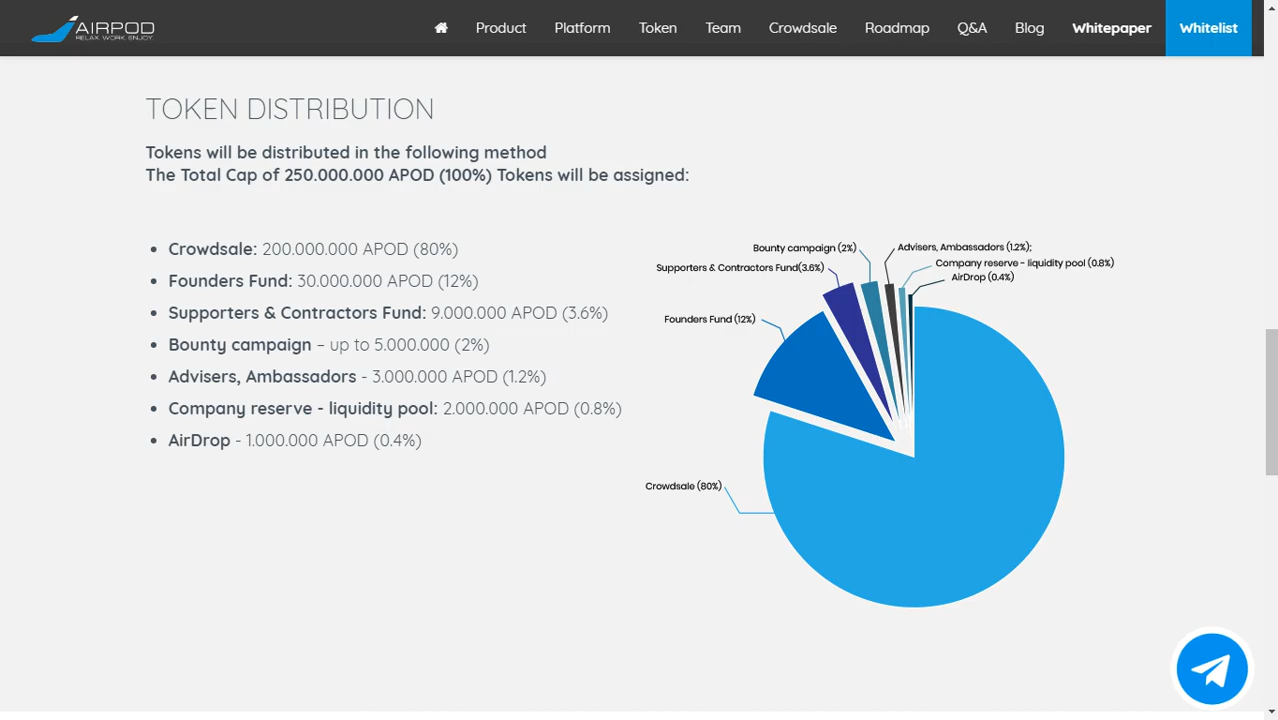 AIRPOD
RELAX WORK ENJOY
Product
Platform
Token
Team
Crowdsale
Roadmap
Q&A
Blog
Whitepaper
Whitelist
TOKEN DISTRIBUTION
Tokens will be distributed in the following method
The Total Cap of 250.000.000 APOD (100%) Tokens will be assigned:
Crowdsale: 200.000.000 APOD (80%)
Founders Fund: 30.000.000 APOD (12%)
Supporters & Contractors Fund: 9.000.000 APOD (3.6%)
Bounty campaign – up to 5.000.000 (2%)
Advisers, Ambassadors - 3.000.000 APOD (1.2%)
Company reserve - liquidity pool: 2.000.000 APOD (0.8%)
AirDrop - 1.000.000 APOD (0.4%)
Bounty campaign (2%)
Advisers, Ambassadors (1.2%);
Supporters & Contractors Fund(3.6%)
Company reserve - liquidity pool (0.8%)
AirDrop (0.4%)
Founders Fund (12%)
Crowdsale (80%)